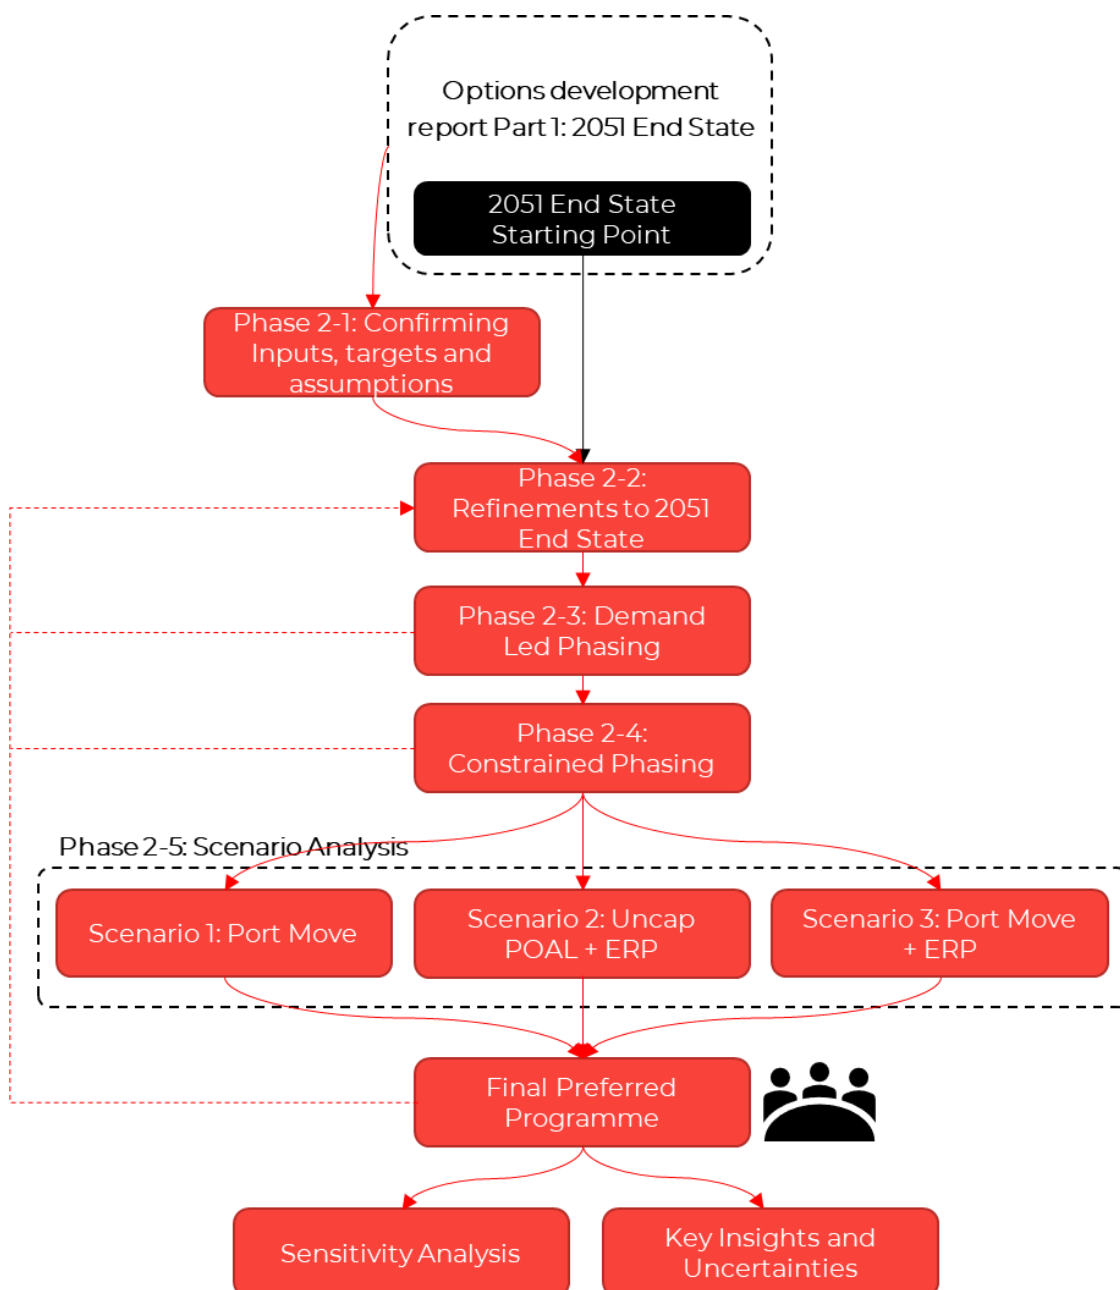 Options development
report Part 1: 2051 End State
2051 End State
Starting Point
Phase 2-1: Confirming
Inputs, targets and
assumptions
Phase 2-2:
Refinements to 2051
End State
Phase 2-3: Demand
Led Phasing
Phase 2-4:
Constrained Phasing
Phase 2-5: Scenario Analysis
Scenario 1: Port Move
Scenario 2: Uncap
POAL + ERP
Scenario 3: Port Move
+ ERP
Final Preferred
Programme
Sensitivity Analysis
Key Insights and
Uncertainties